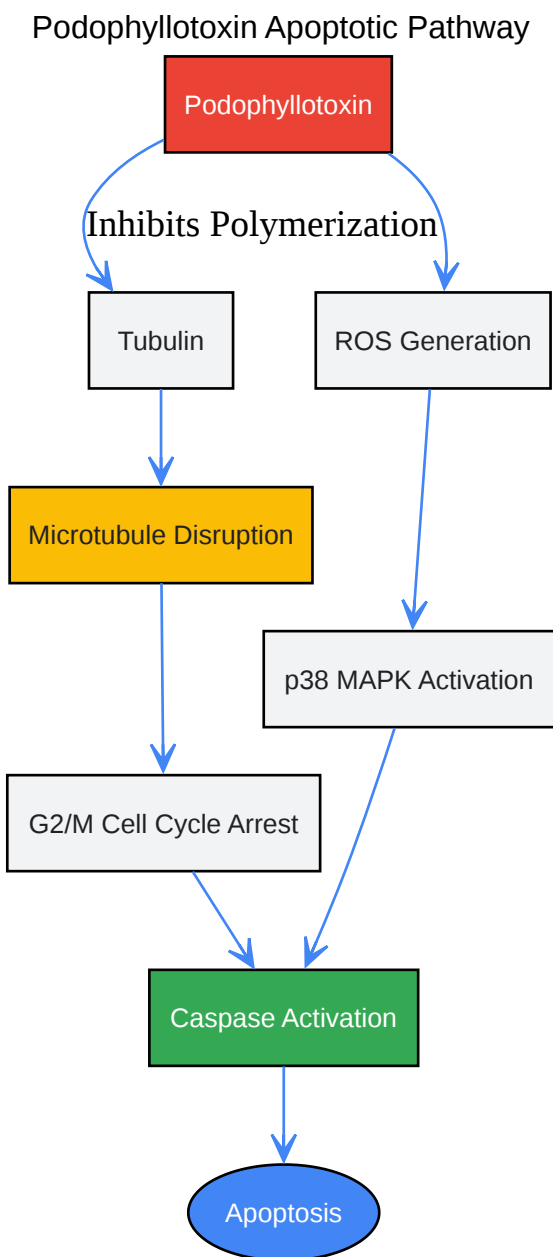 Podophyllotoxin Apoptotic Pathway
Podophyllotoxin
Inhibits Polymerization
Tubulin
ROS Generation
Microtubule Disruption
p38 MAPK Activation
G2/M Cell Cycle Arrest
Caspase Activation
Apoptosis